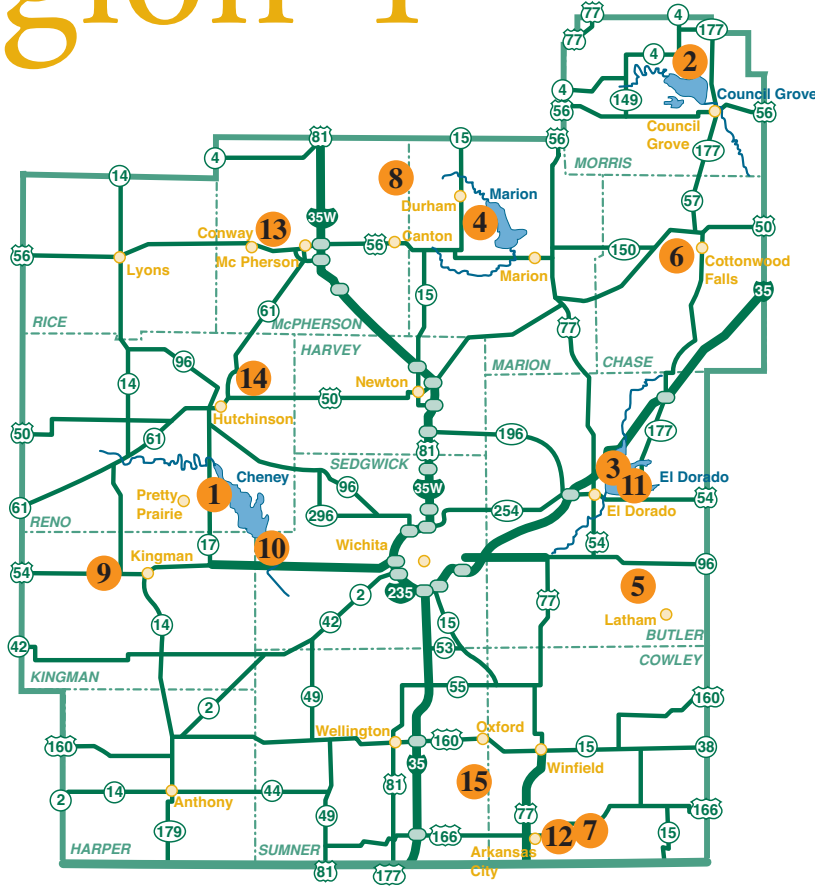 gion 1
77
4
177
77
4
2
Council Grove
4
149
56
56
Council
Grove
81
15
56
4
177
MORRIS
14
8
Marion
57
35W
Durham
4
50
Conway
13
56
Canton
150
6
56
Mc Pherson
Marion
Cottonwood
Falls
Lyons
35
15
61
RICE
McPHERSON
77
HARVEY
MARION
CHASE
96
14
14
Newton
50
Hutchinson
177
50
61
196
81
SEDGWICK
3
Cheney
96
35W
11
El Dorado
Pretty
Prairie
1
54
61
296
254
El Dorado
RENO
17
Wichita
54
10
Kingman
96
54
9
235
2
77
5
14
42
15
Latham
42
53
BUTLER
COWLEY
KINGMAN
55
49
160
2
Wellington
Oxford
160
160
15
38
35
Winfield
15
81
2
14
44
Anthony
49
77
166
179
166
12
7
15
HARPER
SUMNER
Arkansas
City
81
177